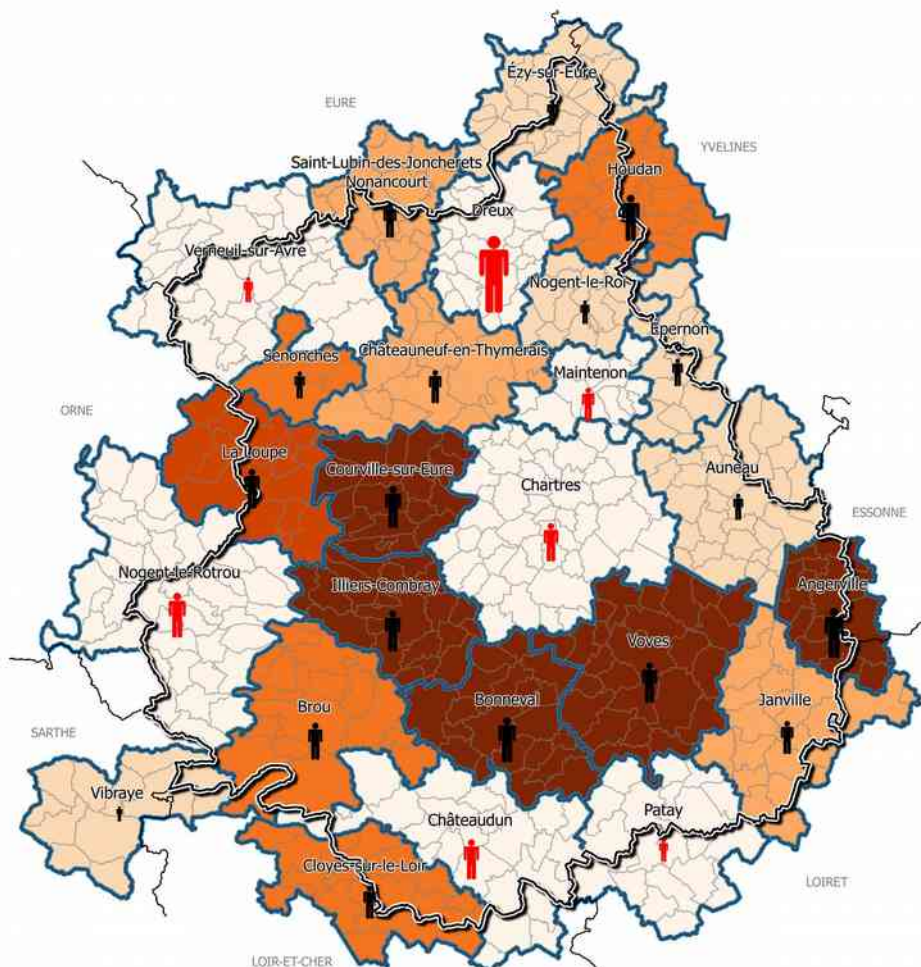 Ézy-sur-Eure
EURE
YVELINES
Saint-Lubin-des-Joncherets
Nonancourt
Houdan
Dreux
Verneuil-sur-Avre
Nogent-le-Roi
Epernon
Senonches
Châteauneuf-en-Thymerais
Maintenon
ORNE
La Loupe
Courville-sur-Eure
Chartres
Auneau
ESSONNE
Nogent-le-Rotrou
Illiers-Combray
Angerville
Voves
Brou
Bonneval
Janville
SARTHE
Vibraye
Châteaudun
Patay
Cloyes-sur-le-Loir
LOIRET
LOIR-ET-CHER